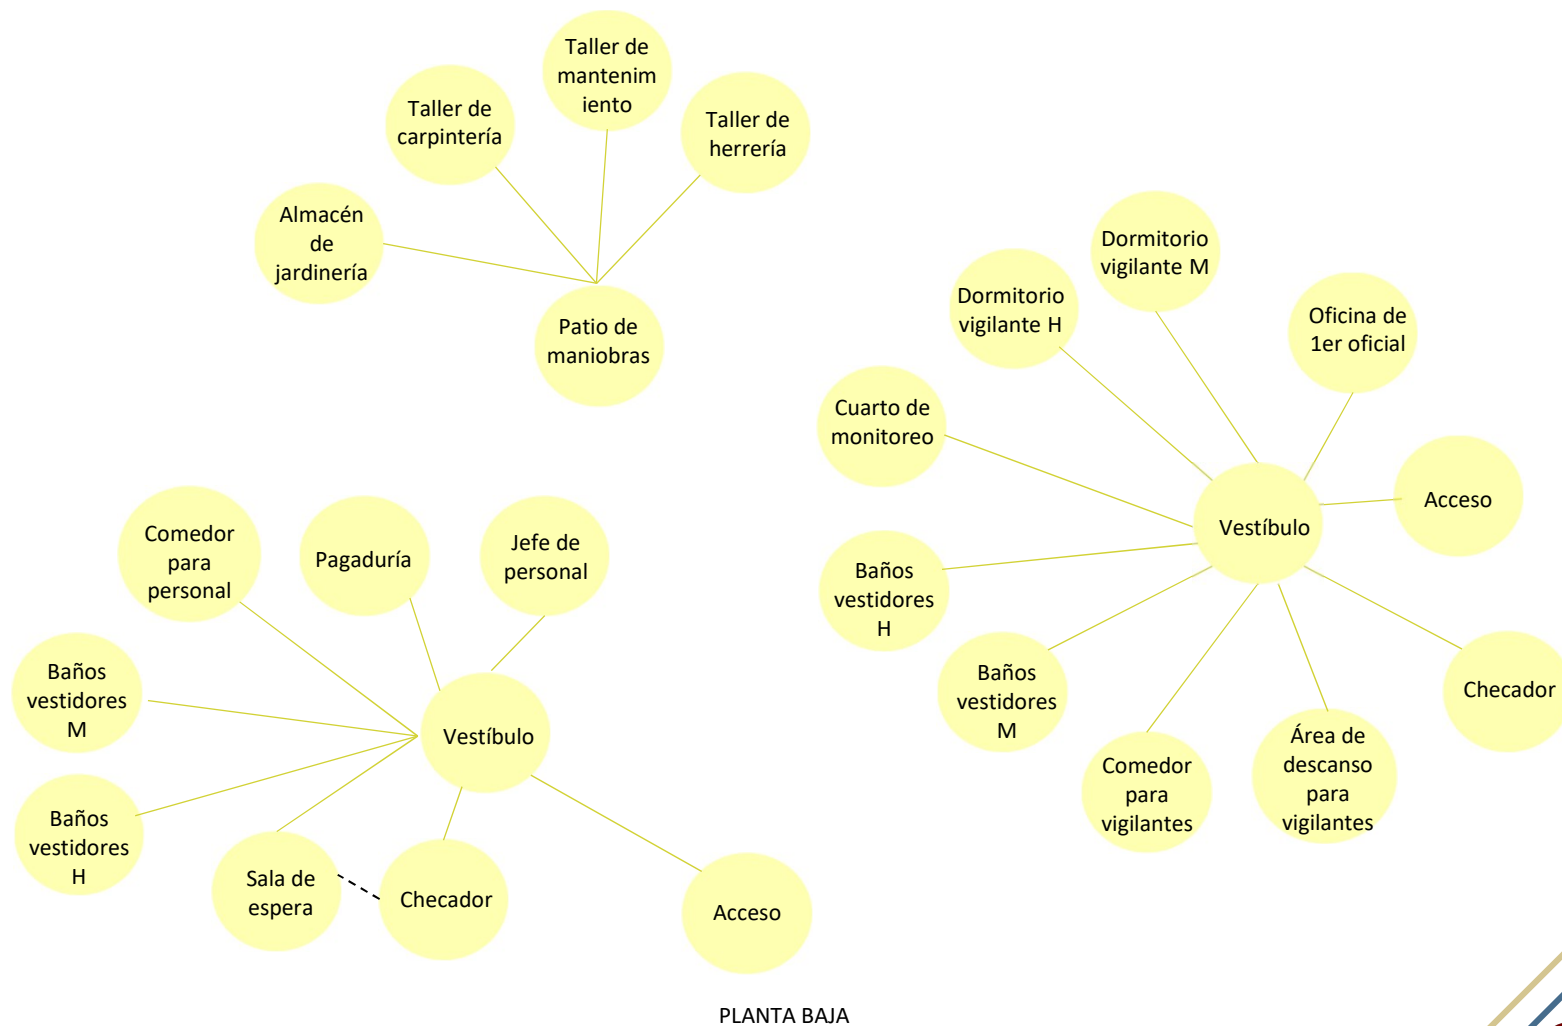 Taller de
mantenim
iento
Taller de
carpintería
Taller de
herrería
Almacén
de
jardinería
Patio de
maniobras
Dormitorio
vigilante M
Dormitorio
vigilante H
Oficina de
1er oficial
Cuarto de
monitoreo
Acceso
Vestíbulo
Baños
vestidores
H
Baños
vestidores
M
Checador
Comedor
para
vigilantes
Área de
descanso
para
vigilantes
Comedor
para
personal
Pagaduría
Jefe de
personal
Baños
vestidores
M
Vestíbulo
Baños
vestidores
H
Sala de
espera
Checador
Acceso
PLANTA BAJA